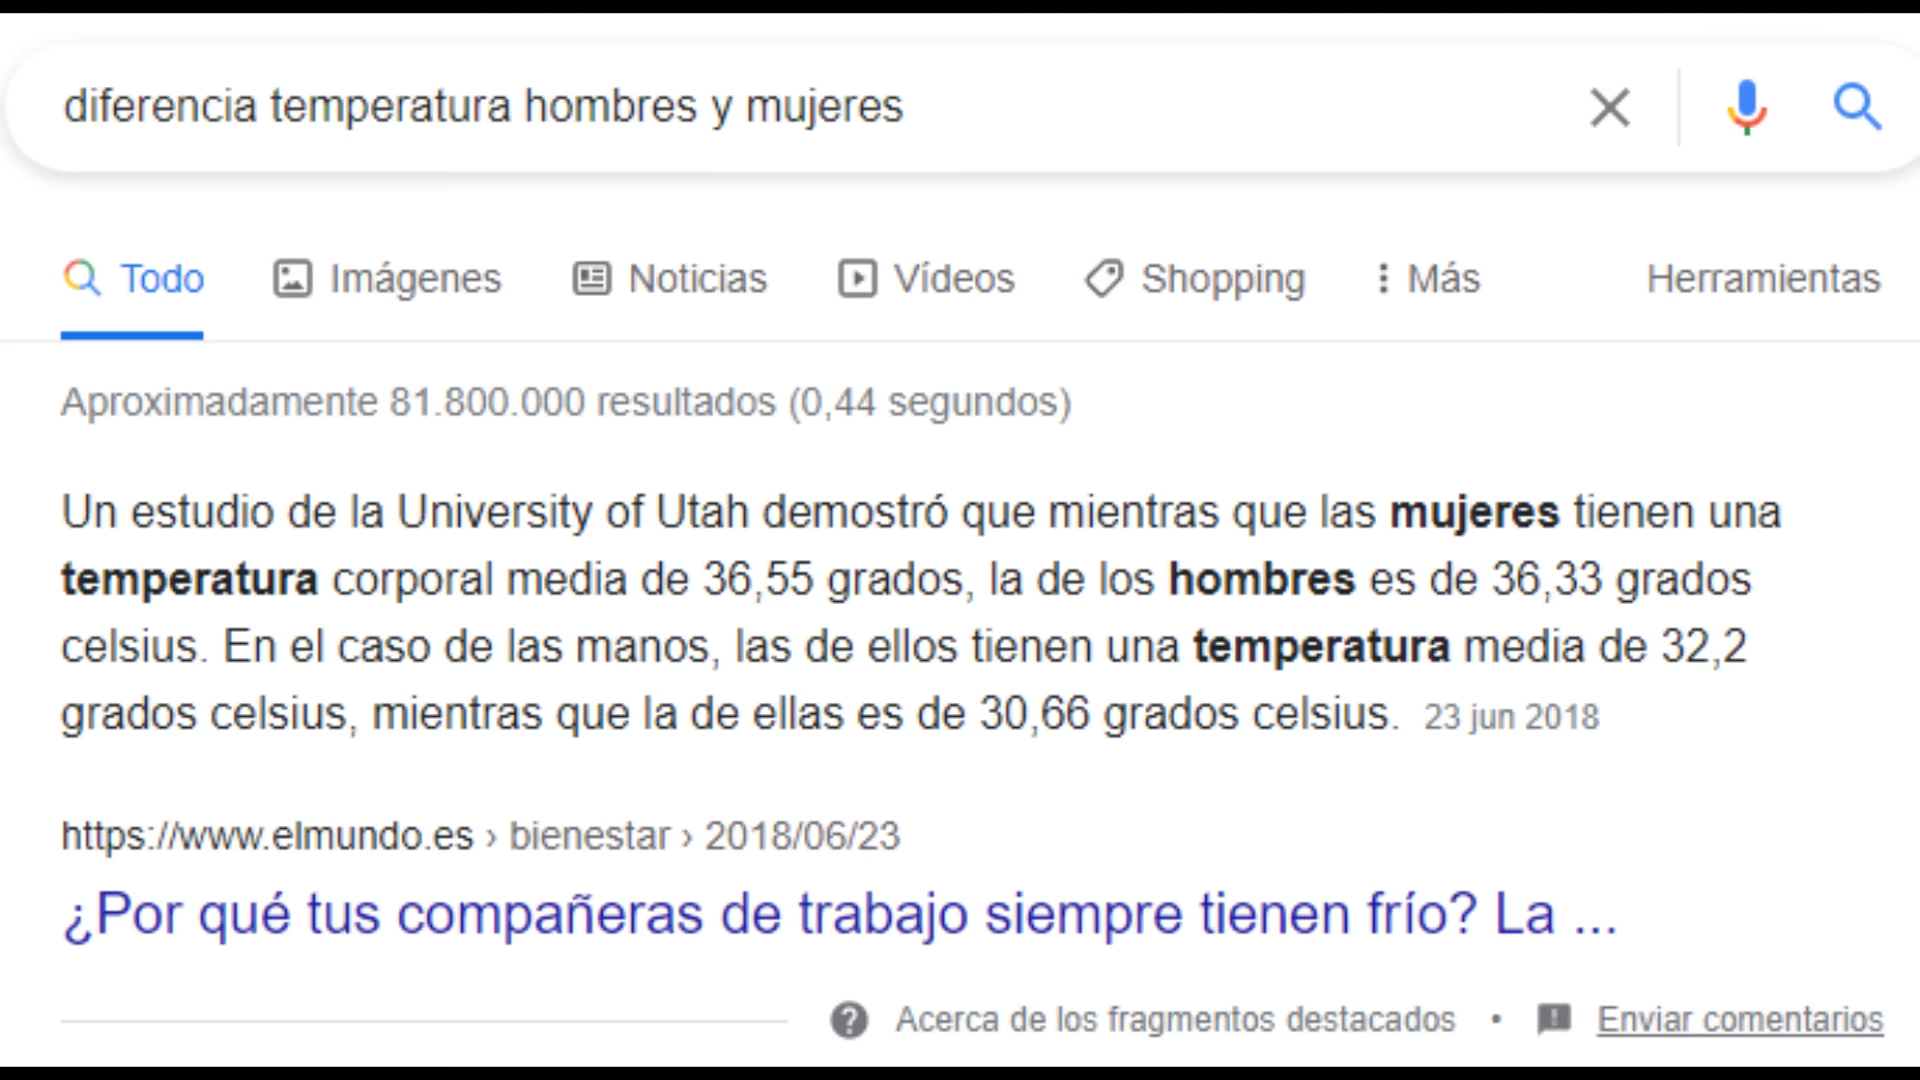 diferencia temperatura hombres y mujeres
Todo Imágenes Noticias Vídeos Shopping Más Herramientas
Aproximadamente 81.800.000 resultados (0,44 segundos)
Un estudio de la University of Utah demostró que mientras que las mujeres tienen una
temperatura corporal media de 36,55 grados, la de los hombres es de 36,33 grados
celsius. En el caso de las manos, las de ellos tienen una temperatura media de 32,2
grados celsius, mientras que la de ellas es de 30,66 grados celsius. 23 jun 2018
https://www.elmundo.es › bienestar › 2018/06/23
¿Por qué tus compañeras de trabajo siempre tienen frío? La ...
Acerca de los fragmentos destacados • Enviar comentarios